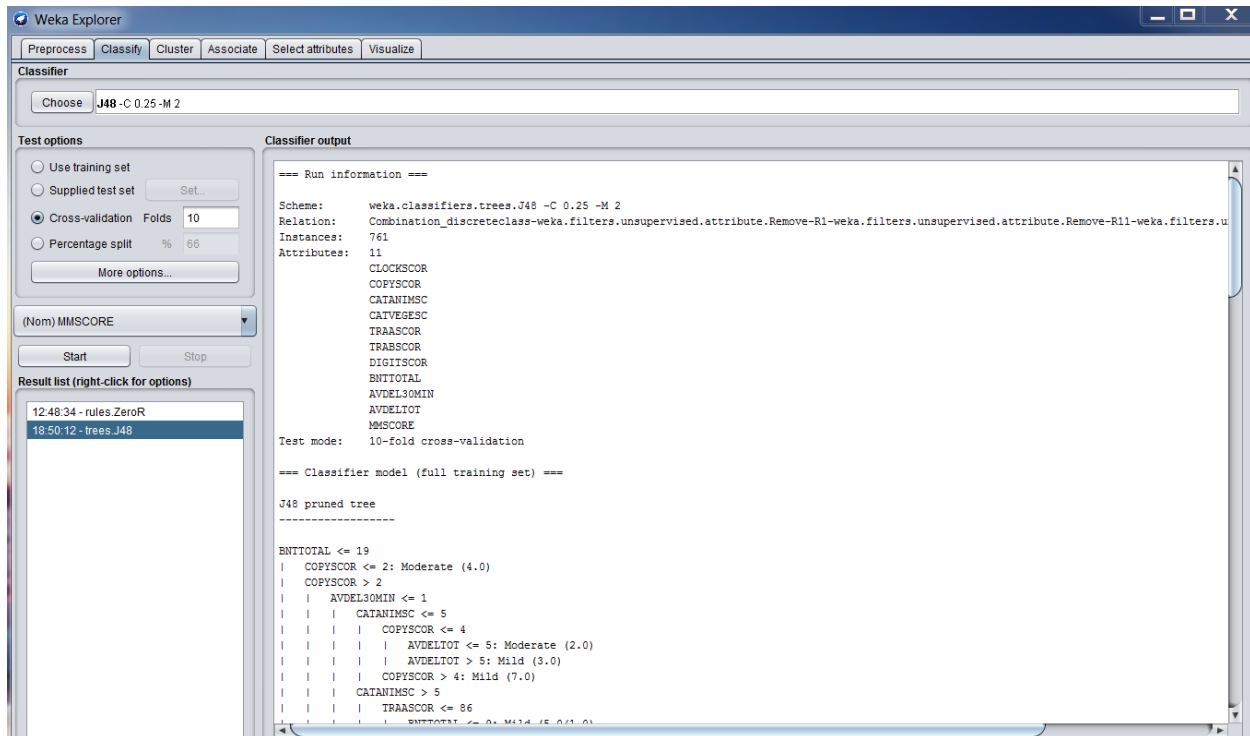 Weka Explorer
Preprocess Classify Cluster Associate Select attributes Visualize
Classifier
Choose J48 -C 0.25 -M 2
Test options
Use training set
Supplied test set Set...
Cross-validation Folds 10
Percentage split % 66
More options...
(Nom) MMSCORE
Start Stop
Result list (right-click for options)
12:48:34 - rules.ZeroR
18:50:12 - trees.J48
Classifier output
=== Run information ===
Scheme: weka.classifiers.trees.J48 -C 0.25 -M 2
Relation: Combination_discreteclass-weka.filters.unsupervised.attribute.Remove-R1-weka.filters.unsupervised.attribute.Remove-R11-weka.filters.u
Instances: 761
Attributes: 11
CLOCKSCOR
COPYSCOR
CATANIMSC
CATVEGESC
TRAASCOR
TRABSCOR
DIGITSCOR
BNTTOTAL
AVDEL30MIN
AVDELTOT
MMSCORE
Test mode: 10-fold cross-validation
=== Classifier model (full training set) ===
J48 pruned tree
------------------
BNTTOTAL <= 19
| COPYSCOR <= 2: Moderate (4.0)
| COPYSCOR > 2
| | AVDEL30MIN <= 1
| | | CATANIMSC <= 5
| | | | COPYSCOR <= 4
| | | | | AVDELTOT <= 5: Moderate (2.0)
| | | | | AVDELTOT > 5: Mild (3.0)
| | | | COPYSCOR > 4: Mild (7.0)
| | | CATANIMSC > 5
| | | | TRAASCOR <= 86
| | | | | BNTTOTAL <= 9: Mild (5.0/1.0)